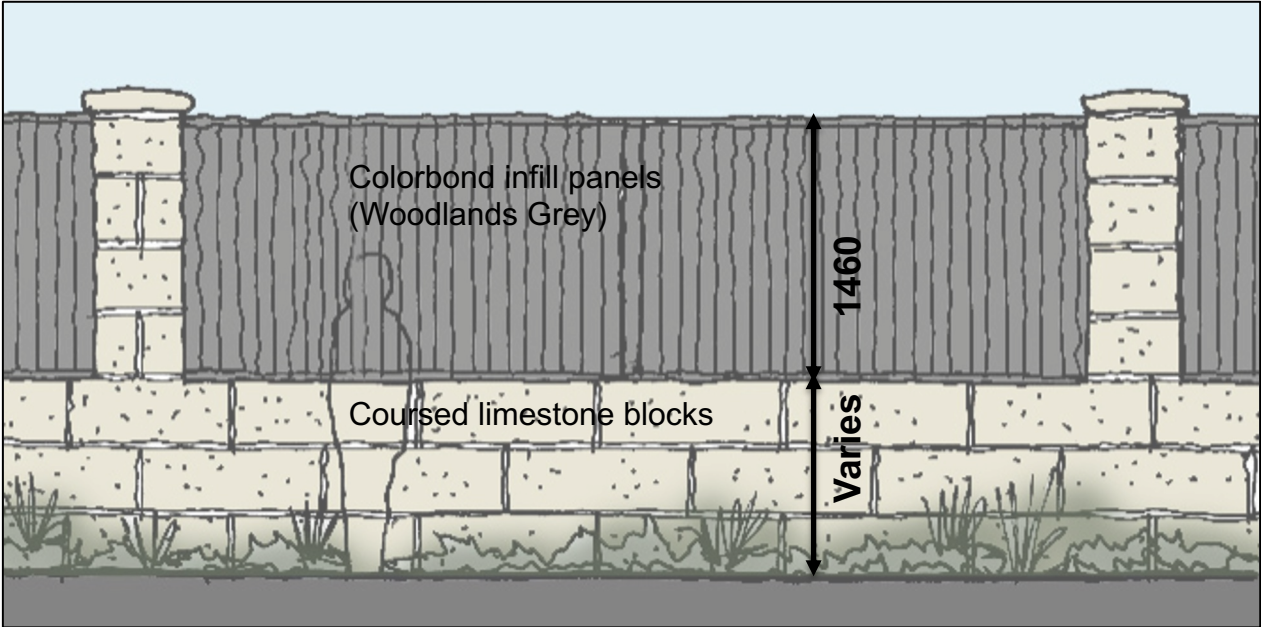 Colorbond infill panels
(Woodlands Grey)
1460
Coursed limestone blocks
Varies